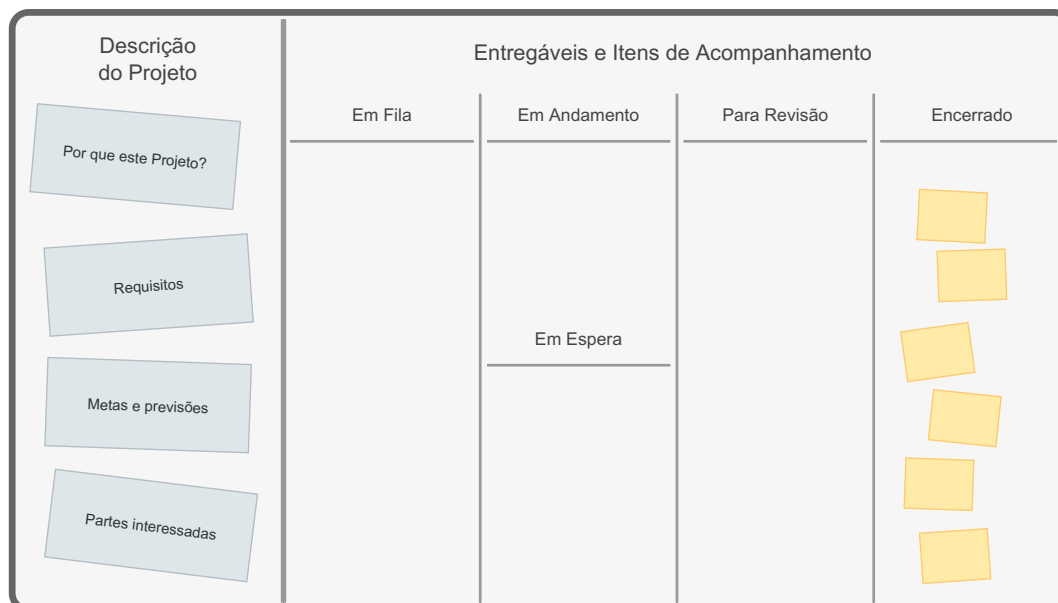 Descrição
do Projeto
Por que este Projeto?
Requisitos
Metas e previsões
Partes interessadas
Entregáveis e Itens de Acompanhamento
Em Fila
Em Andamento
Para Revisão
Encerrado
Em Espera